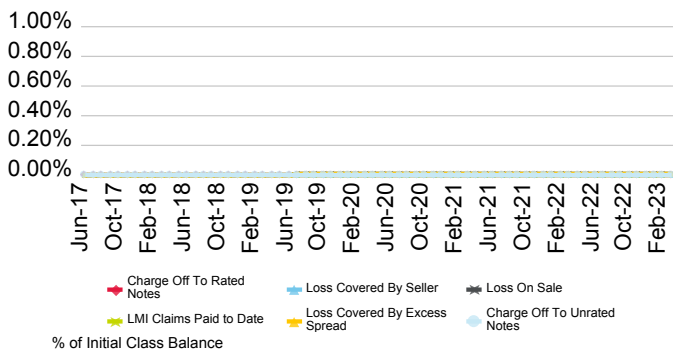 1.00%
0.80%
0.60%
0.40%
0.20%
0.00%
Jun-17
Oct-17
Feb-18
Jun-18
Oct-18
Feb-19
Jun-19
Oct-19
Feb-20
Jun-20
Oct-20
Feb-21
Jun-21
Oct-21
Feb-22
Jun-22
Oct-22
Feb-23
Charge Off To Rated
Notes
Loss Covered By Seller
Loss On Sale
LMI Claims Paid to Date
Loss Covered By Excess
Spread
Charge Off To Unrated
Notes
% of Initial Class Balance